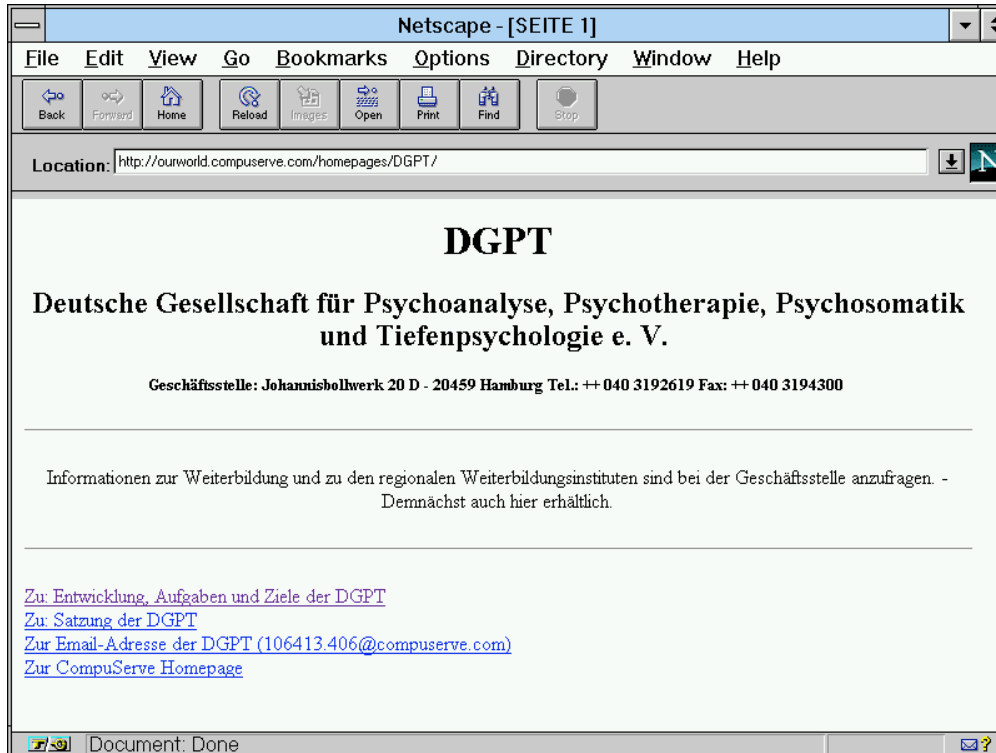 Netscape - [SEITE 1]
File Edit View Go Bookmarks Options Directory Window Help
Back Forward Home Reload Images Open Print Find Stop
Location: http://ourworld.compuserve.com/homepages/DGPT/
N
DGPT
Deutsche Gesellschaft für Psychoanalyse, Psychotherapie, Psychosomatik
und Tiefenpsychologie e. V.
Geschäftsstelle: Johannisbollwerk 20 D - 20459 Hamburg Tel.: ++ 040 3192619 Fax: ++ 040 3194300
Informationen zur Weiterbildung und zu den regionalen Weiterbildungsinstituten sind bei der Geschäftsstelle anzufragen. -
Demnächst auch hier erhältlich.
Zu: Entwicklung, Aufgaben und Ziele der DGPT
Zu: Satzung der DGPT
Zur Email-Adresse der DGPT (106413.406@compuserve.com)
Zur CompuServe Homepage
Document: Done